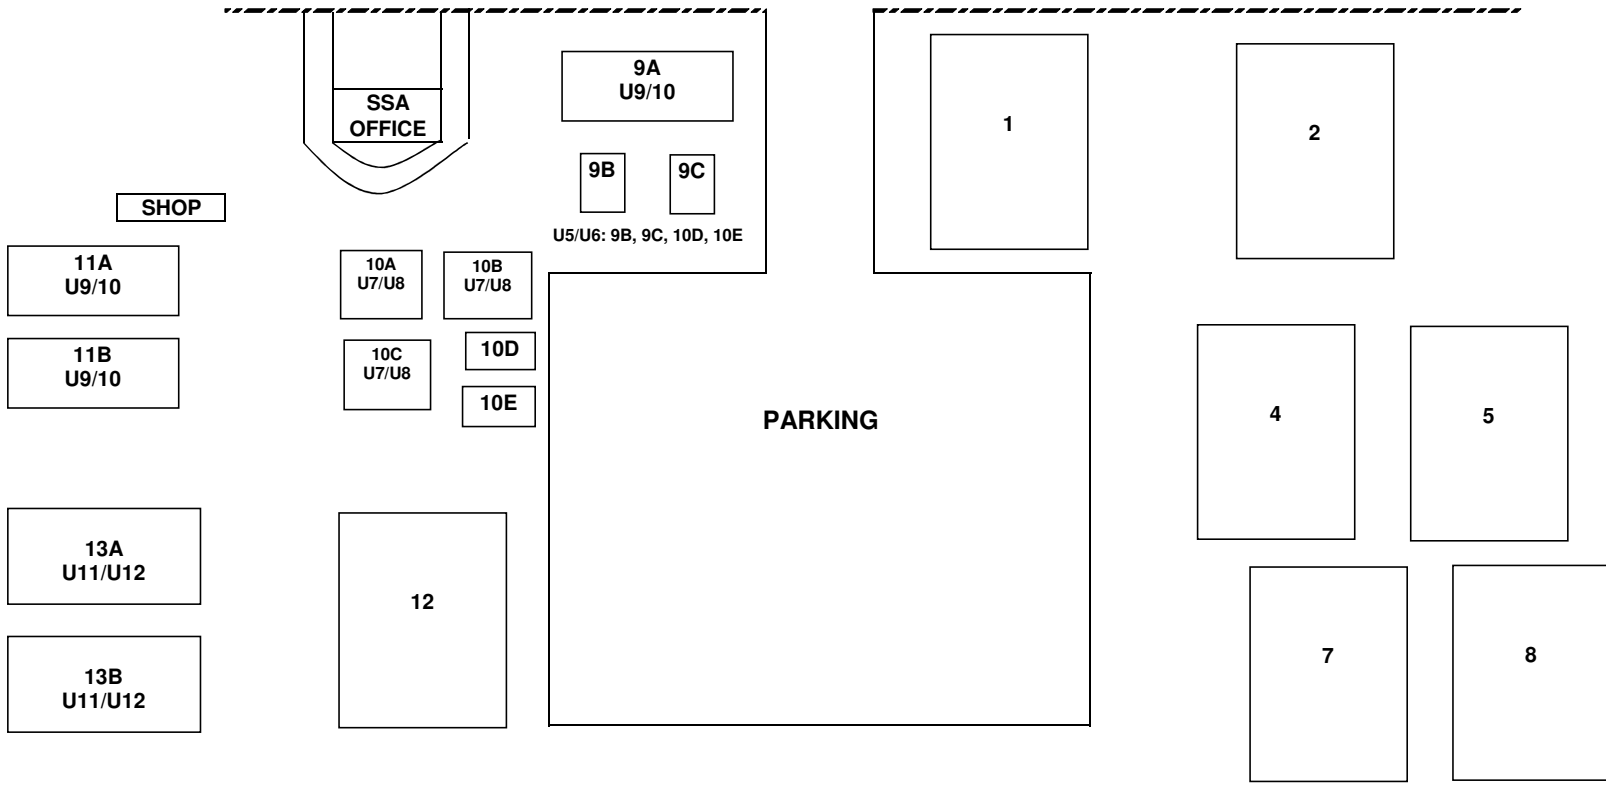 SSA
OFFICE
9A
U9/10
1
2
9B
9C
SHOP
U5/U6: 9B, 9C, 10D, 10E
11A
U9/10
10A
U7/U8
10B
U7/U8
11B
U9/10
10C
U7/U8
10D
10E
PARKING
4
5
13A
U11/U12
12
13B
U11/U12
7
8